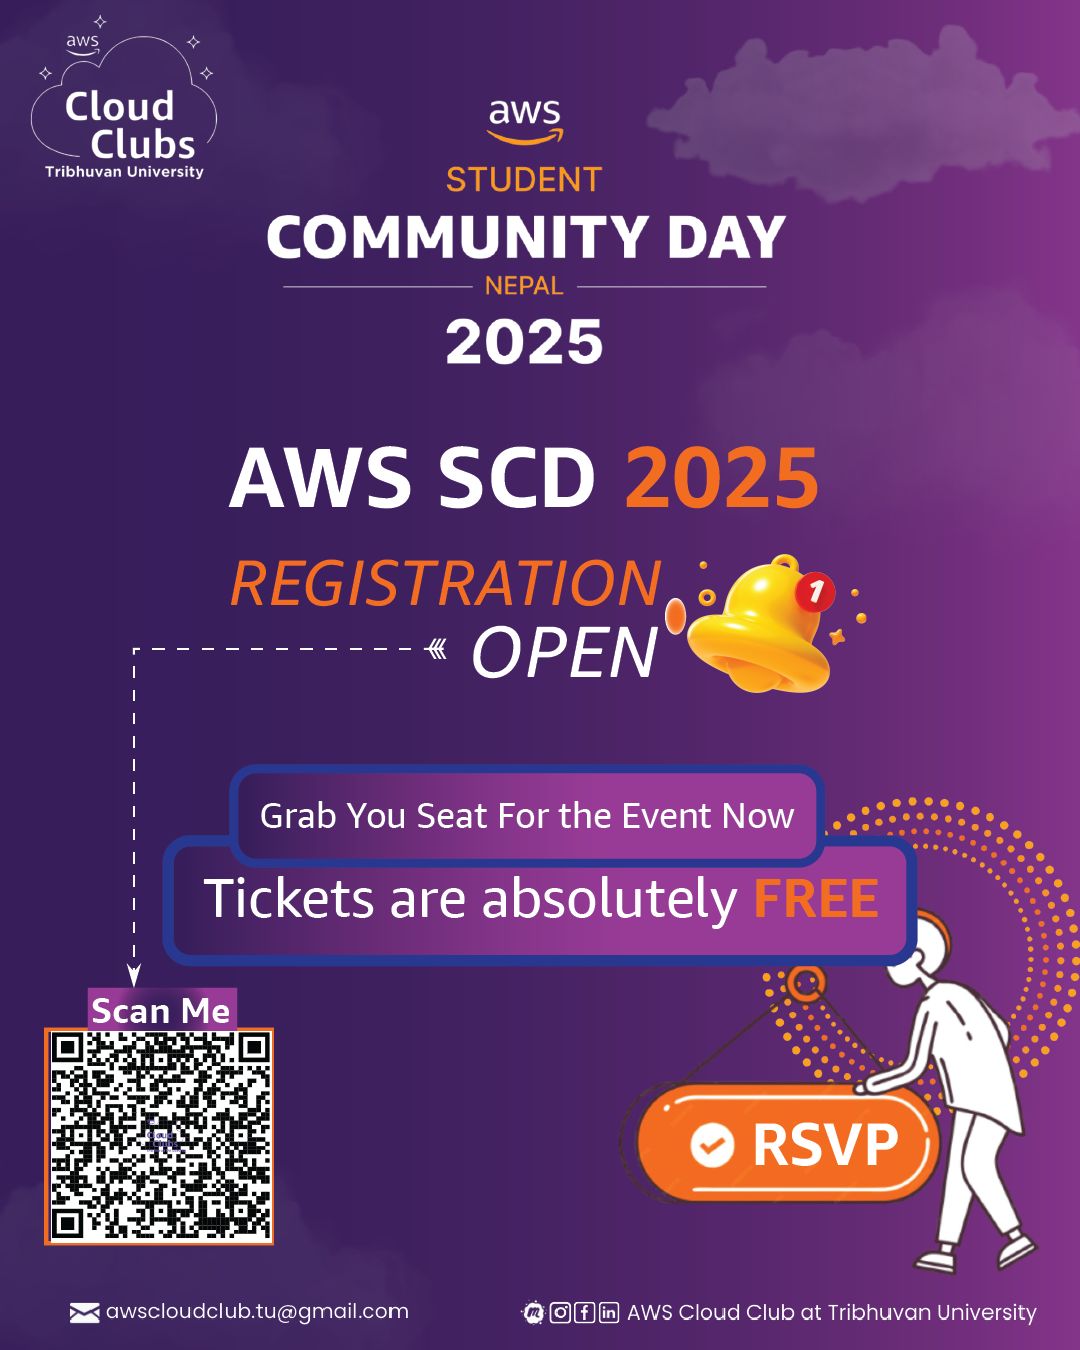 aws
Cloud
Clubs
Tribhuvan University
aws
STUDENT
COMMUNITY DAY
NEPAL
2025
AWS SCD 2025
REGISTRATION
OPEN
1
Grab You Seat For the Event Now
Tickets are absolutely FREE
Scan Me
Cloud
Clubs
RSVP
awscloudclub.tu@gmail.com
AWS Cloud Club at Tribhuvan University